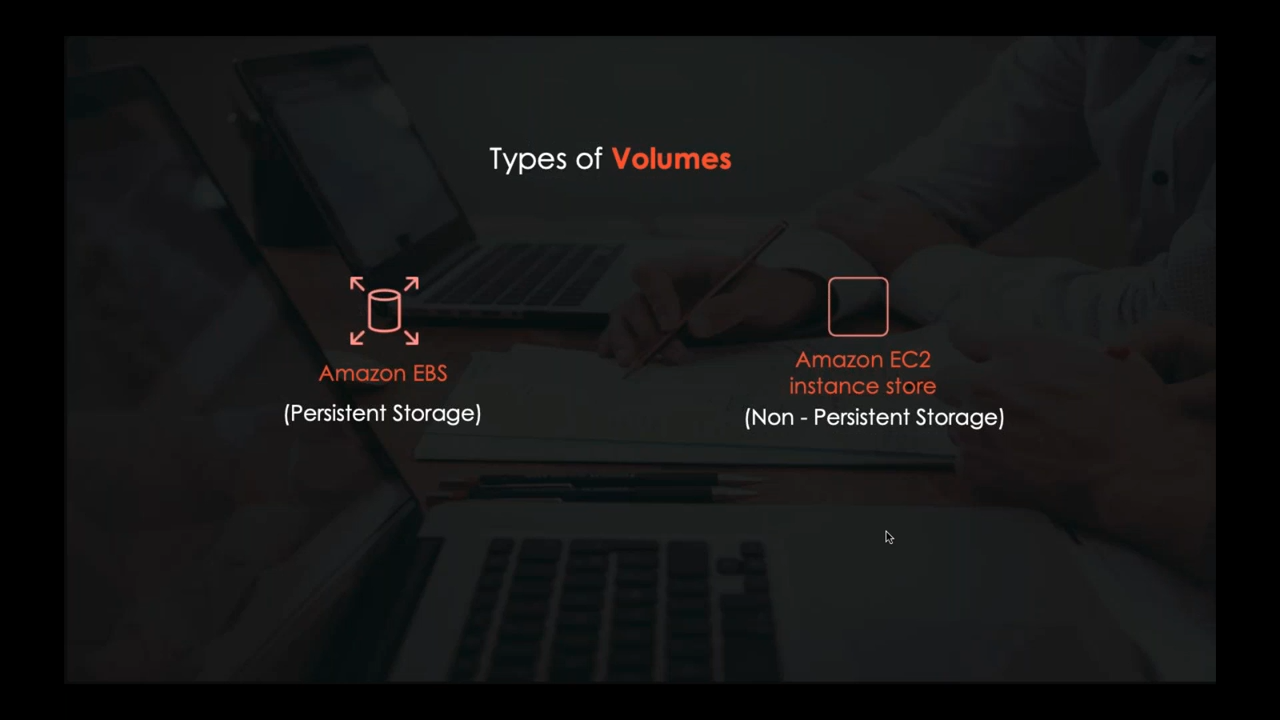 Types of Volumes
Amazon EBS
(Persistent Storage)
Amazon EC2
instance store
(Non - Persistent Storage)